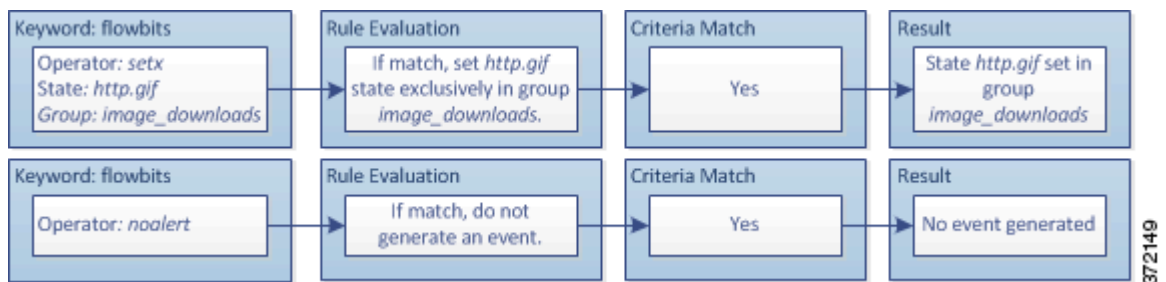 Keyword: flowbits
Operator: setx
State: http.gif
Group: image_downloads
Rule Evaluation
If match, set http.gif
state exclusively in group
image_downloads.
Criteria Match
Yes
Result
State http.gif set in
group
image_downloads
Keyword: flowbits
Operator: noalert
Rule Evaluation
If match, do not
generate an event.
Criteria Match
Yes
Result
No event generated
372149